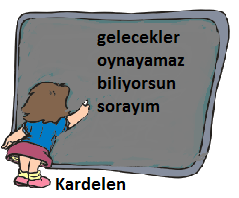 gelecekler
oynayamaz
biliyorsun
sorayım
Kardelen